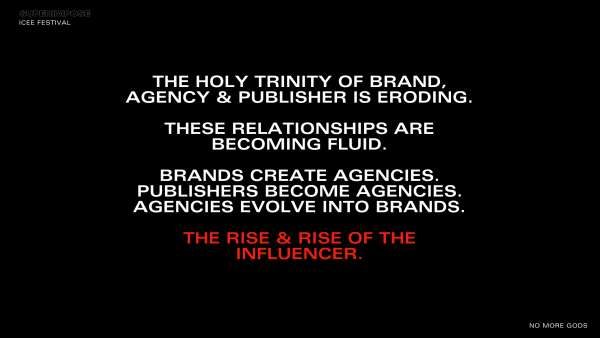 SUPERIMPOSE
ICEE FESTIVAL
THE HOLY TRINITY OF BRAND,
AGENCY & PUBLISHER IS ERODING.
THESE RELATIONSHIPS ARE
BECOMING FLUID.
BRANDS CREATE AGENCIES.
PUBLISHERS BECOME AGENCIES.
AGENCIES EVOLVE INTO BRANDS.
THE RISE & RISE OF THE
INFLUENCER.
NO MORE GODS